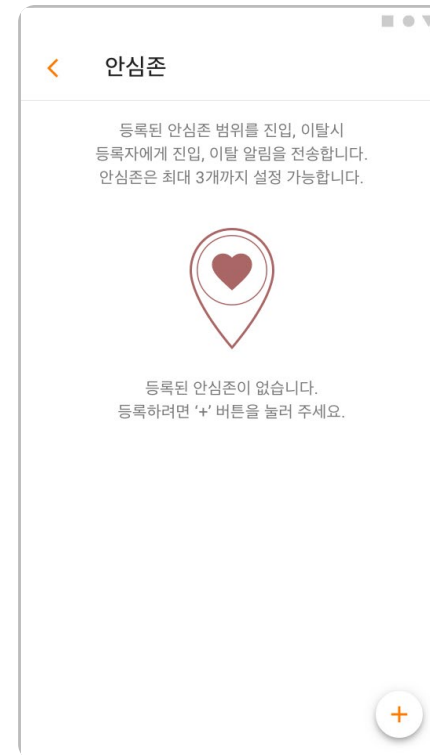 안심존
등록된 안심존 범위를 진입, 이탈시
등록자에게 진입, 이탈 알림을 전송합니다.
안심존은 최대 3개까지 설정 가능합니다.
등록된 안심존이 없습니다.
등록하려면 ‘+’ 버튼을 눌러 주세요.